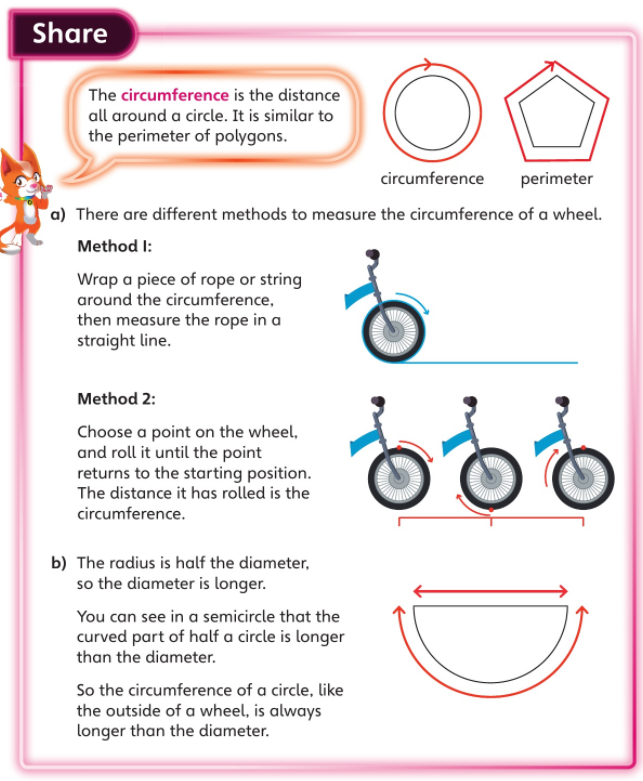 Share
The circumference is the distance
all around a circle. It is similar to
the perimeter of polygons.
circumference perimeter
a) There are different methods to measure the circumference of a wheel.
Method 1:
Wrap a piece of rope or string
around the circumference,
then measure the rope in a
straight line.
Method 2:
Choose a point on the wheel,
and roll it until the point
returns to the starting position.
The distance it has rolled is the
circumference.
b) The radius is half the diameter,
so the diameter is longer.
You can see in a semicircle that the
curved part of half a circle is longer
than the diameter.
So the circumference of a circle, like
the outside of a wheel, is always
longer than the diameter.